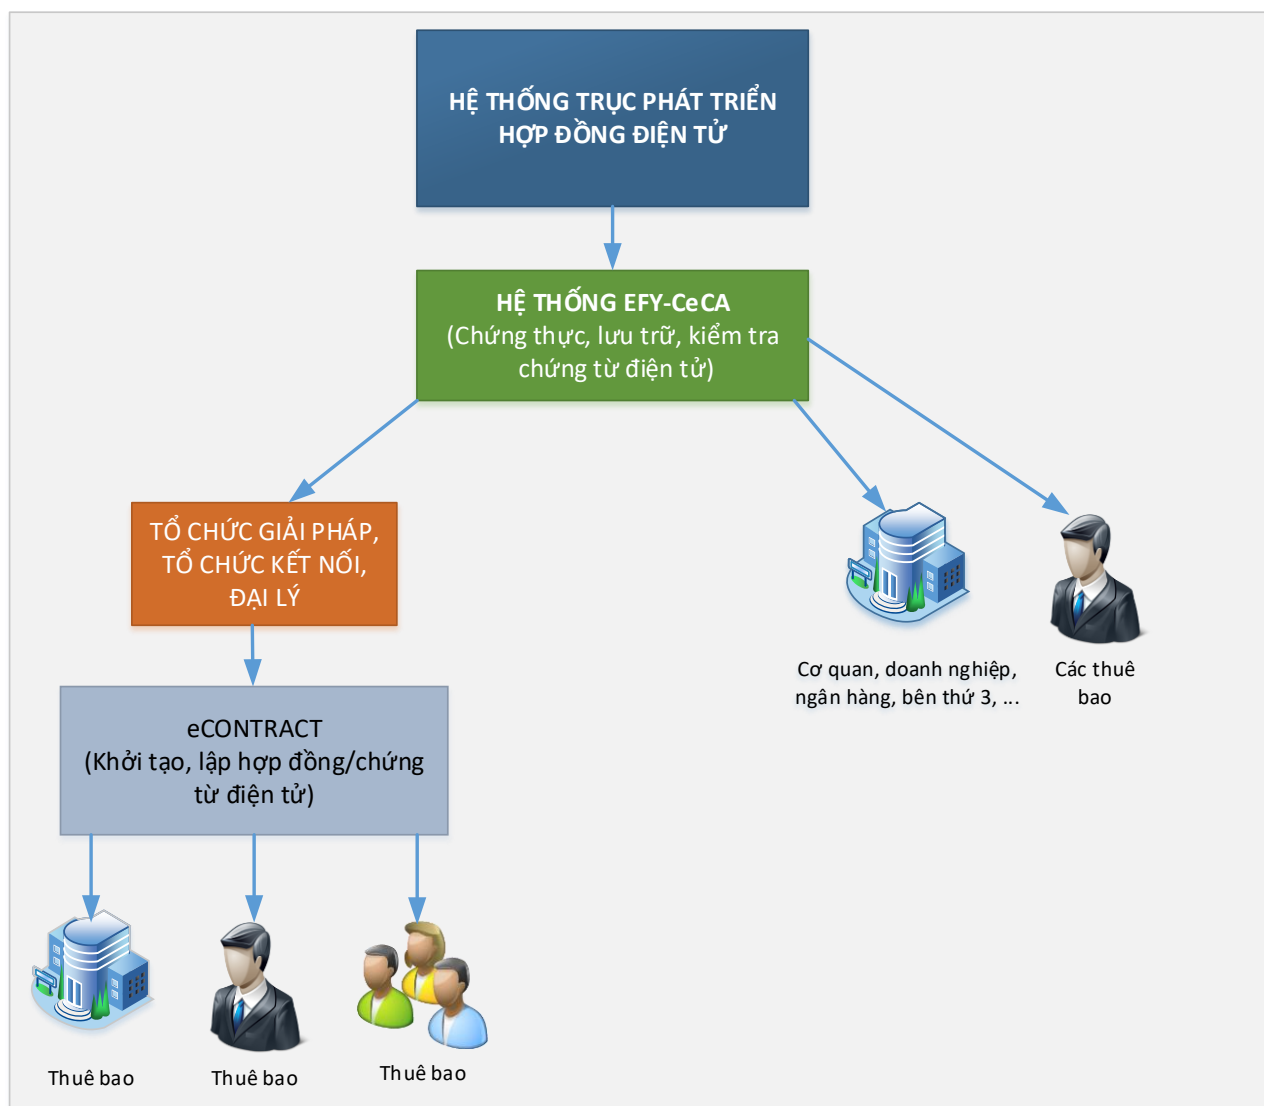 HỆ THỐNG TRỤC PHÁT TRIỂN
HỢP ĐỒNG ĐIỆN TỬ
HỆ THỐNG EFY-CeCA
(Chứng thực, lưu trữ, kiểm tra
chứng từ điện tử)
TỔ CHỨC GIẢI PHÁP,
TỔ CHỨC KẾT NỐI,
ĐẠI LÝ
Cơ quan, doanh nghiệp,
ngân hàng, bên thứ 3, ...
Các thuê
bao
eCONTRACT
(Khởi tạo, lập hợp đồng/chứng
từ điện tử)
Thuê bao
Thuê bao
Thuê bao